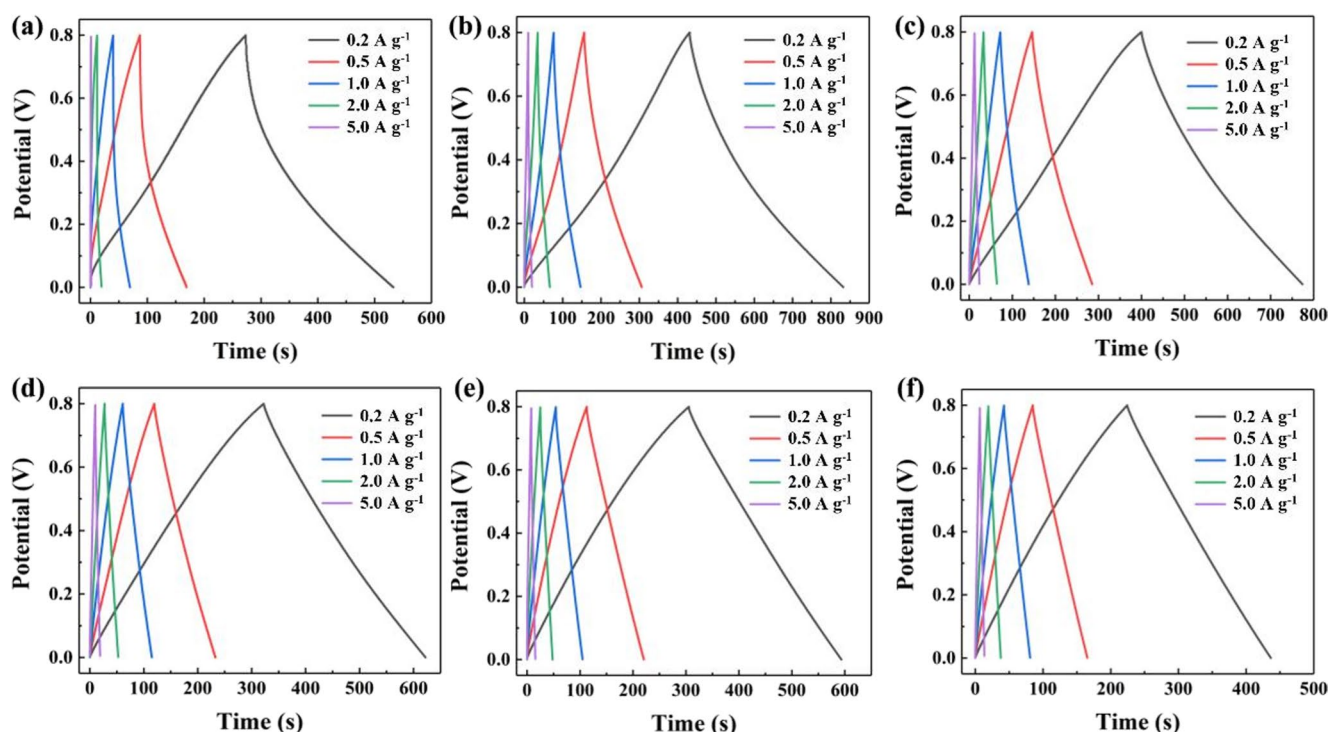 (a)
0.2 A g⁻¹
0.5 A g⁻¹
1.0 A g⁻¹
2.0 A g⁻¹
5.0 A g⁻¹
Potential (V)
0.8
0.6
0.4
0.2
0.0
0 100 200 300 400 500 600
Time (s)
(b)
0.2 A g⁻¹
0.5 A g⁻¹
1.0 A g⁻¹
2.0 A g⁻¹
5.0 A g⁻¹
Potential (V)
0.8
0.6
0.4
0.2
0.0
0 100 200 300 400 500 600 700 800 900
Time (s)
(c)
0.2 A g⁻¹
0.5 A g⁻¹
1.0 A g⁻¹
2.0 A g⁻¹
5.0 A g⁻¹
Potential (V)
0.8
0.6
0.4
0.2
0.0
0 100 200 300 400 500 600 700 800
Time (s)
(d)
0.2 A g⁻¹
0.5 A g⁻¹
1.0 A g⁻¹
2.0 A g⁻¹
5.0 A g⁻¹
Potential (V)
0.8
0.6
0.4
0.2
0.0
0 100 200 300 400 500 600
Time (s)
(e)
0.2 A g⁻¹
0.5 A g⁻¹
1.0 A g⁻¹
2.0 A g⁻¹
5.0 A g⁻¹
Potential (V)
0.8
0.6
0.4
0.2
0.0
0 100 200 300 400 500 600
Time (s)
(f)
0.2 A g⁻¹
0.5 A g⁻¹
1.0 A g⁻¹
2.0 A g⁻¹
5.0 A g⁻¹
Potential (V)
0.8
0.6
0.4
0.2
0.0
0 100 200 300 400 500
Time (s)